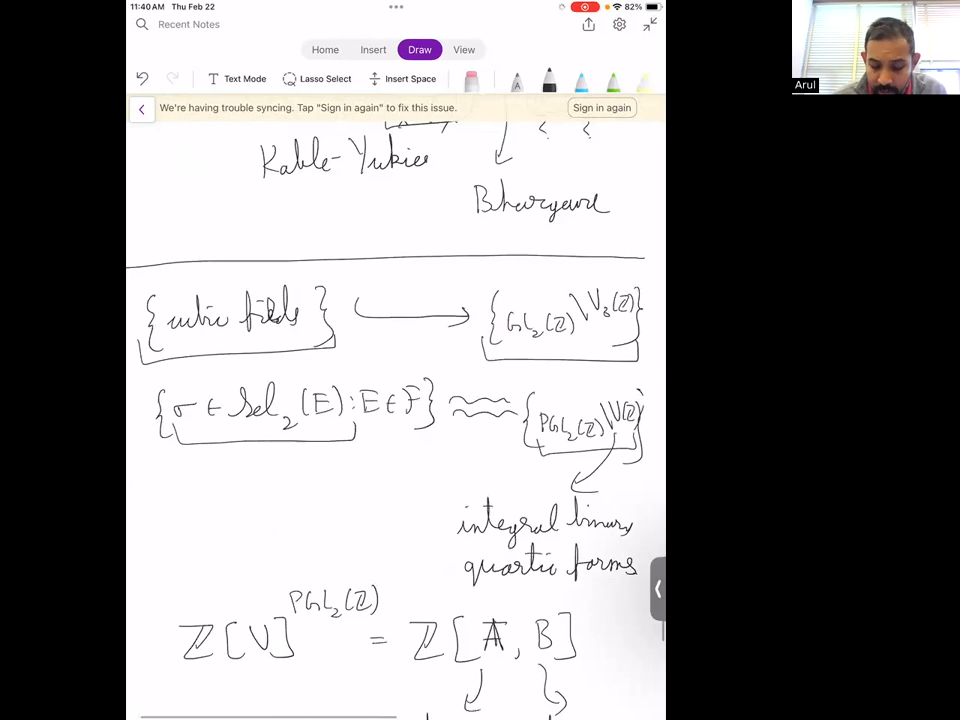 11:40 AM Thu Feb 22
82%
Recent Notes
Home Insert Draw View
Text Mode Lasso Select Insert Space
We're having trouble syncing. Tap "Sign in again" to fix this issue. Sign in again
Arul
Kable-Yukie
Bhargava
{cubic fields} → {GL₂(ℤ)\V₃(ℤ)}
{σ ∈ Sel₂(E) : E ∈ F} ≈ {PGL₂(ℤ)\V(ℤ)}
integral binary
quartic forms
ℤ[V]^{PGL₂(ℤ)} = ℤ[A, B]